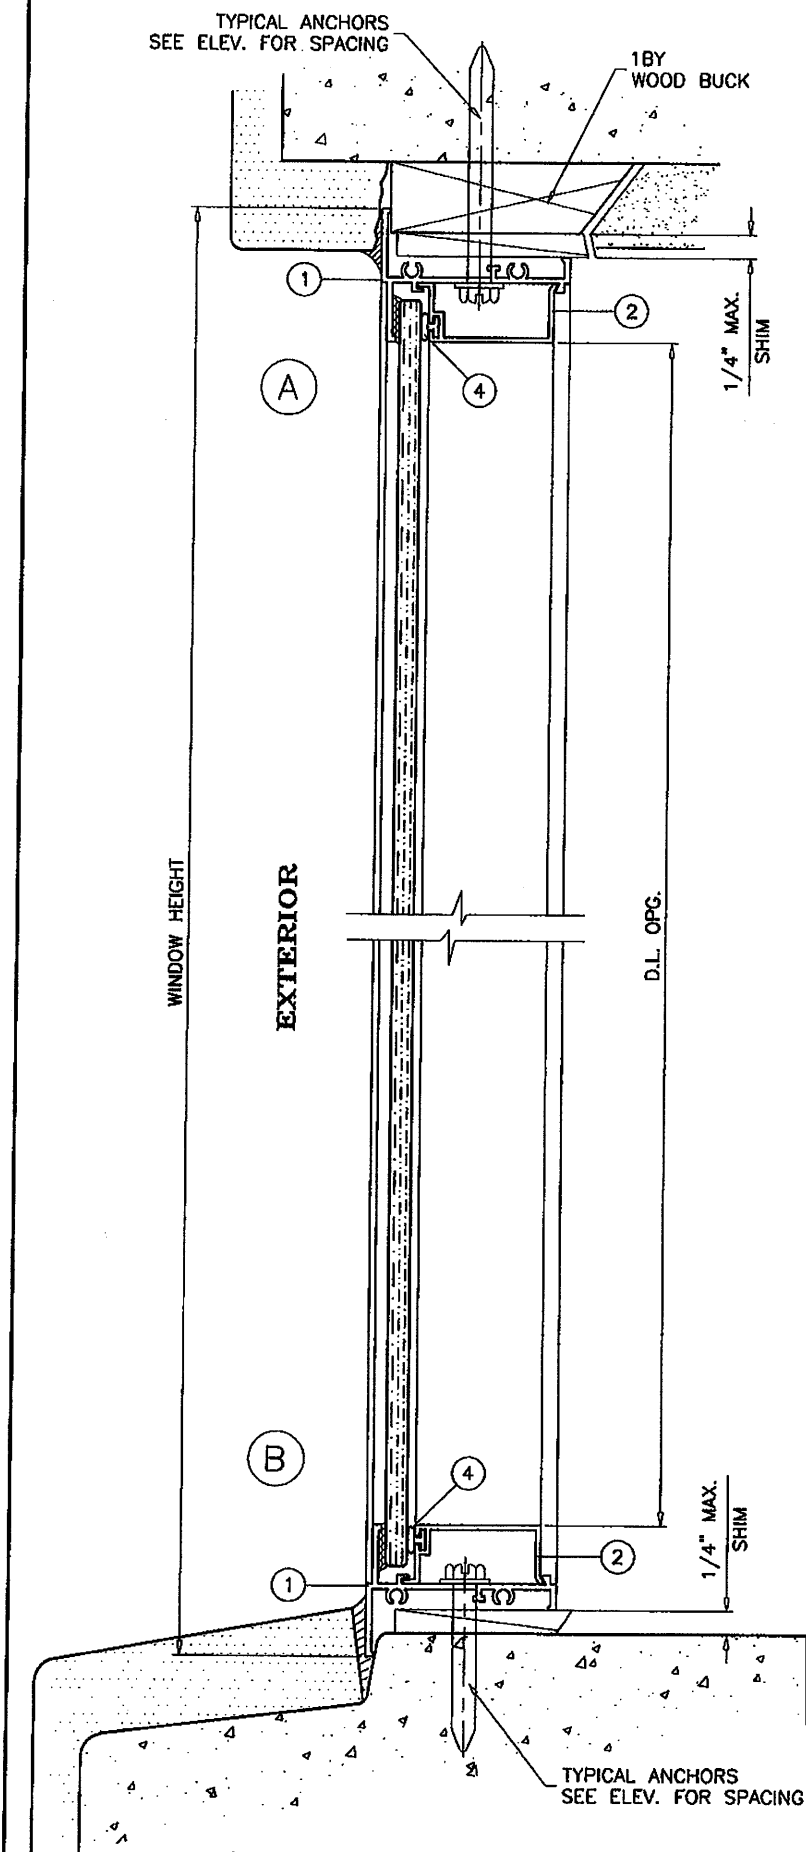 TYPICAL ANCHORS
SEE ELEV. FOR SPACING
1BY
WOOD BUCK
1
2
4
A
1/4" MAX.
SHIM
WINDOW HEIGHT
EXTERIOR
D.L. OPG.
B
4
2
1
1/4" MAX.
SHIM
TYPICAL ANCHORS
SEE ELEV. FOR SPACING